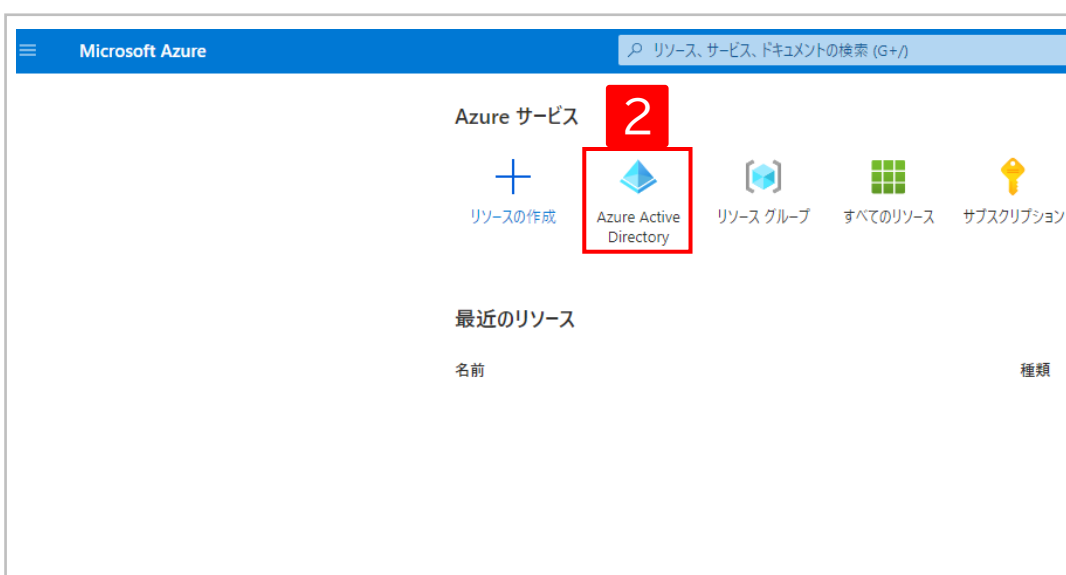 Microsoft Azure
リソース、サービス、ドキュメントの検索 (G+/)
Azure サービス
2
リソースの作成
Azure Active
Directory
リソース グループ
すべてのリソース
サブスクリプション
最近のリソース
名前
種類